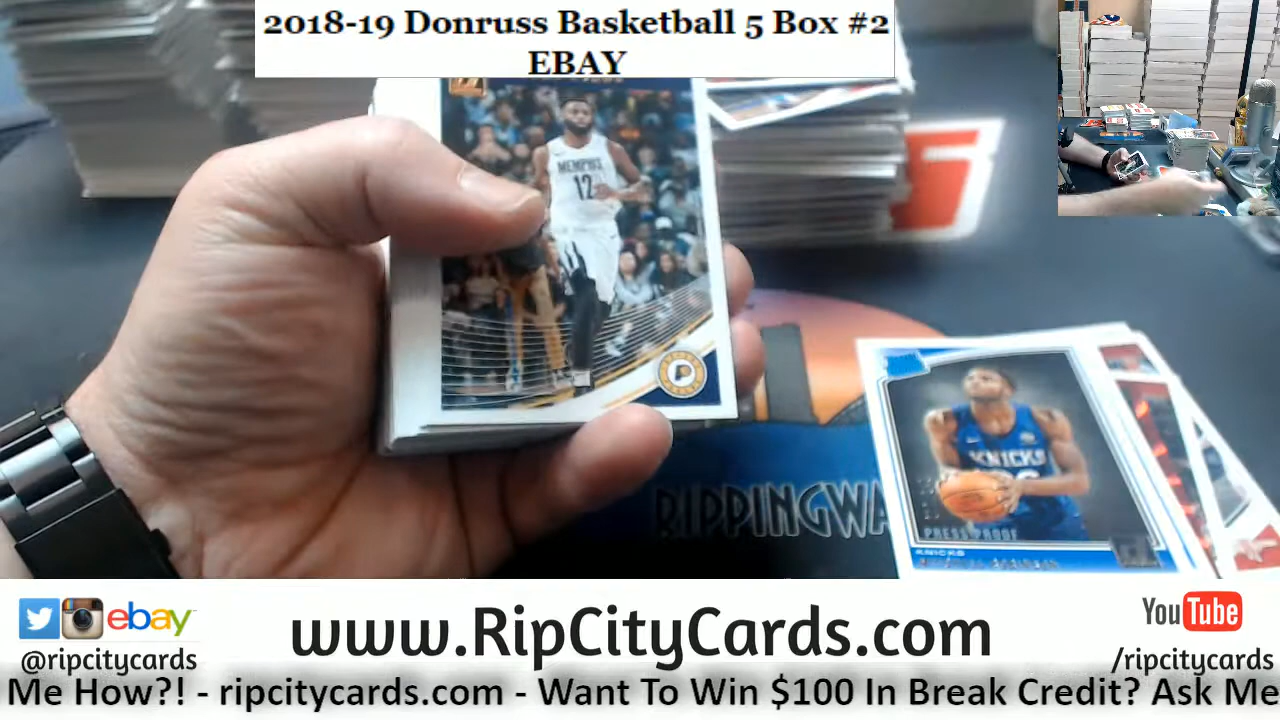 2018-19 Donruss Basketball 5 Box #2
EBAY
MEMPHIS
12
KNICKS
PRESS PROOF
KNICKS
RIPPINGWA
ebay
@ripcitycards
www.RipCityCards.com
YouTube
/ripcitycards
Me How?! - ripcitycards.com - Want To Win $100 In Break Credit? Ask Me